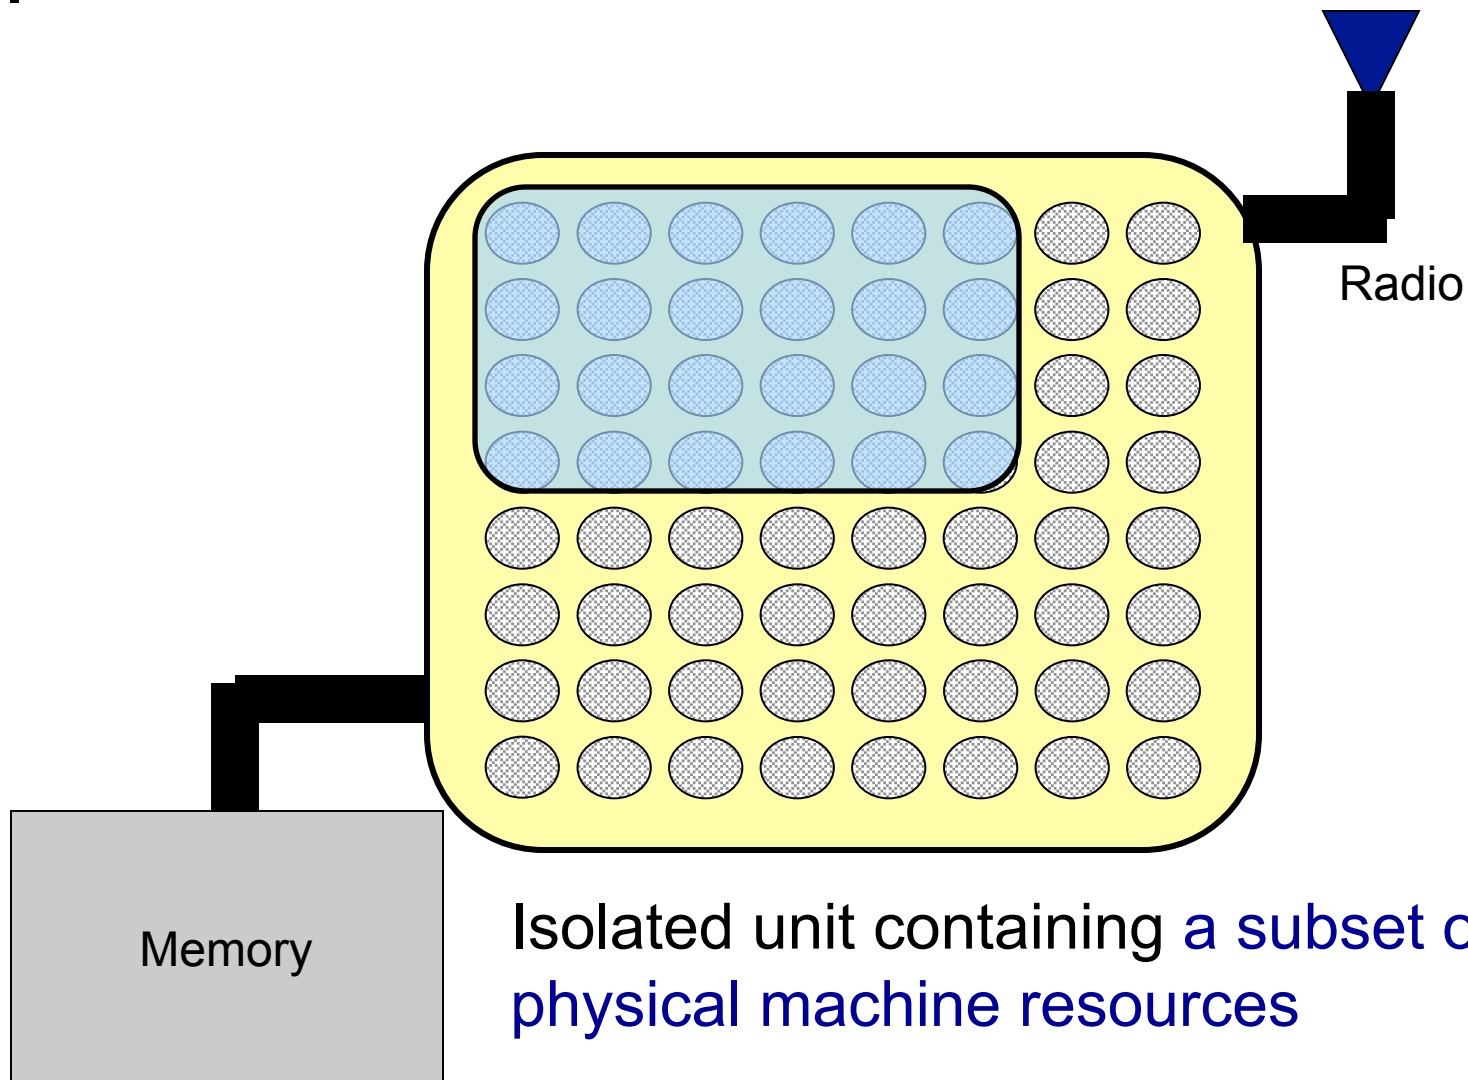 Radio
Memory
Isolated unit containing a subset
physical machine resources